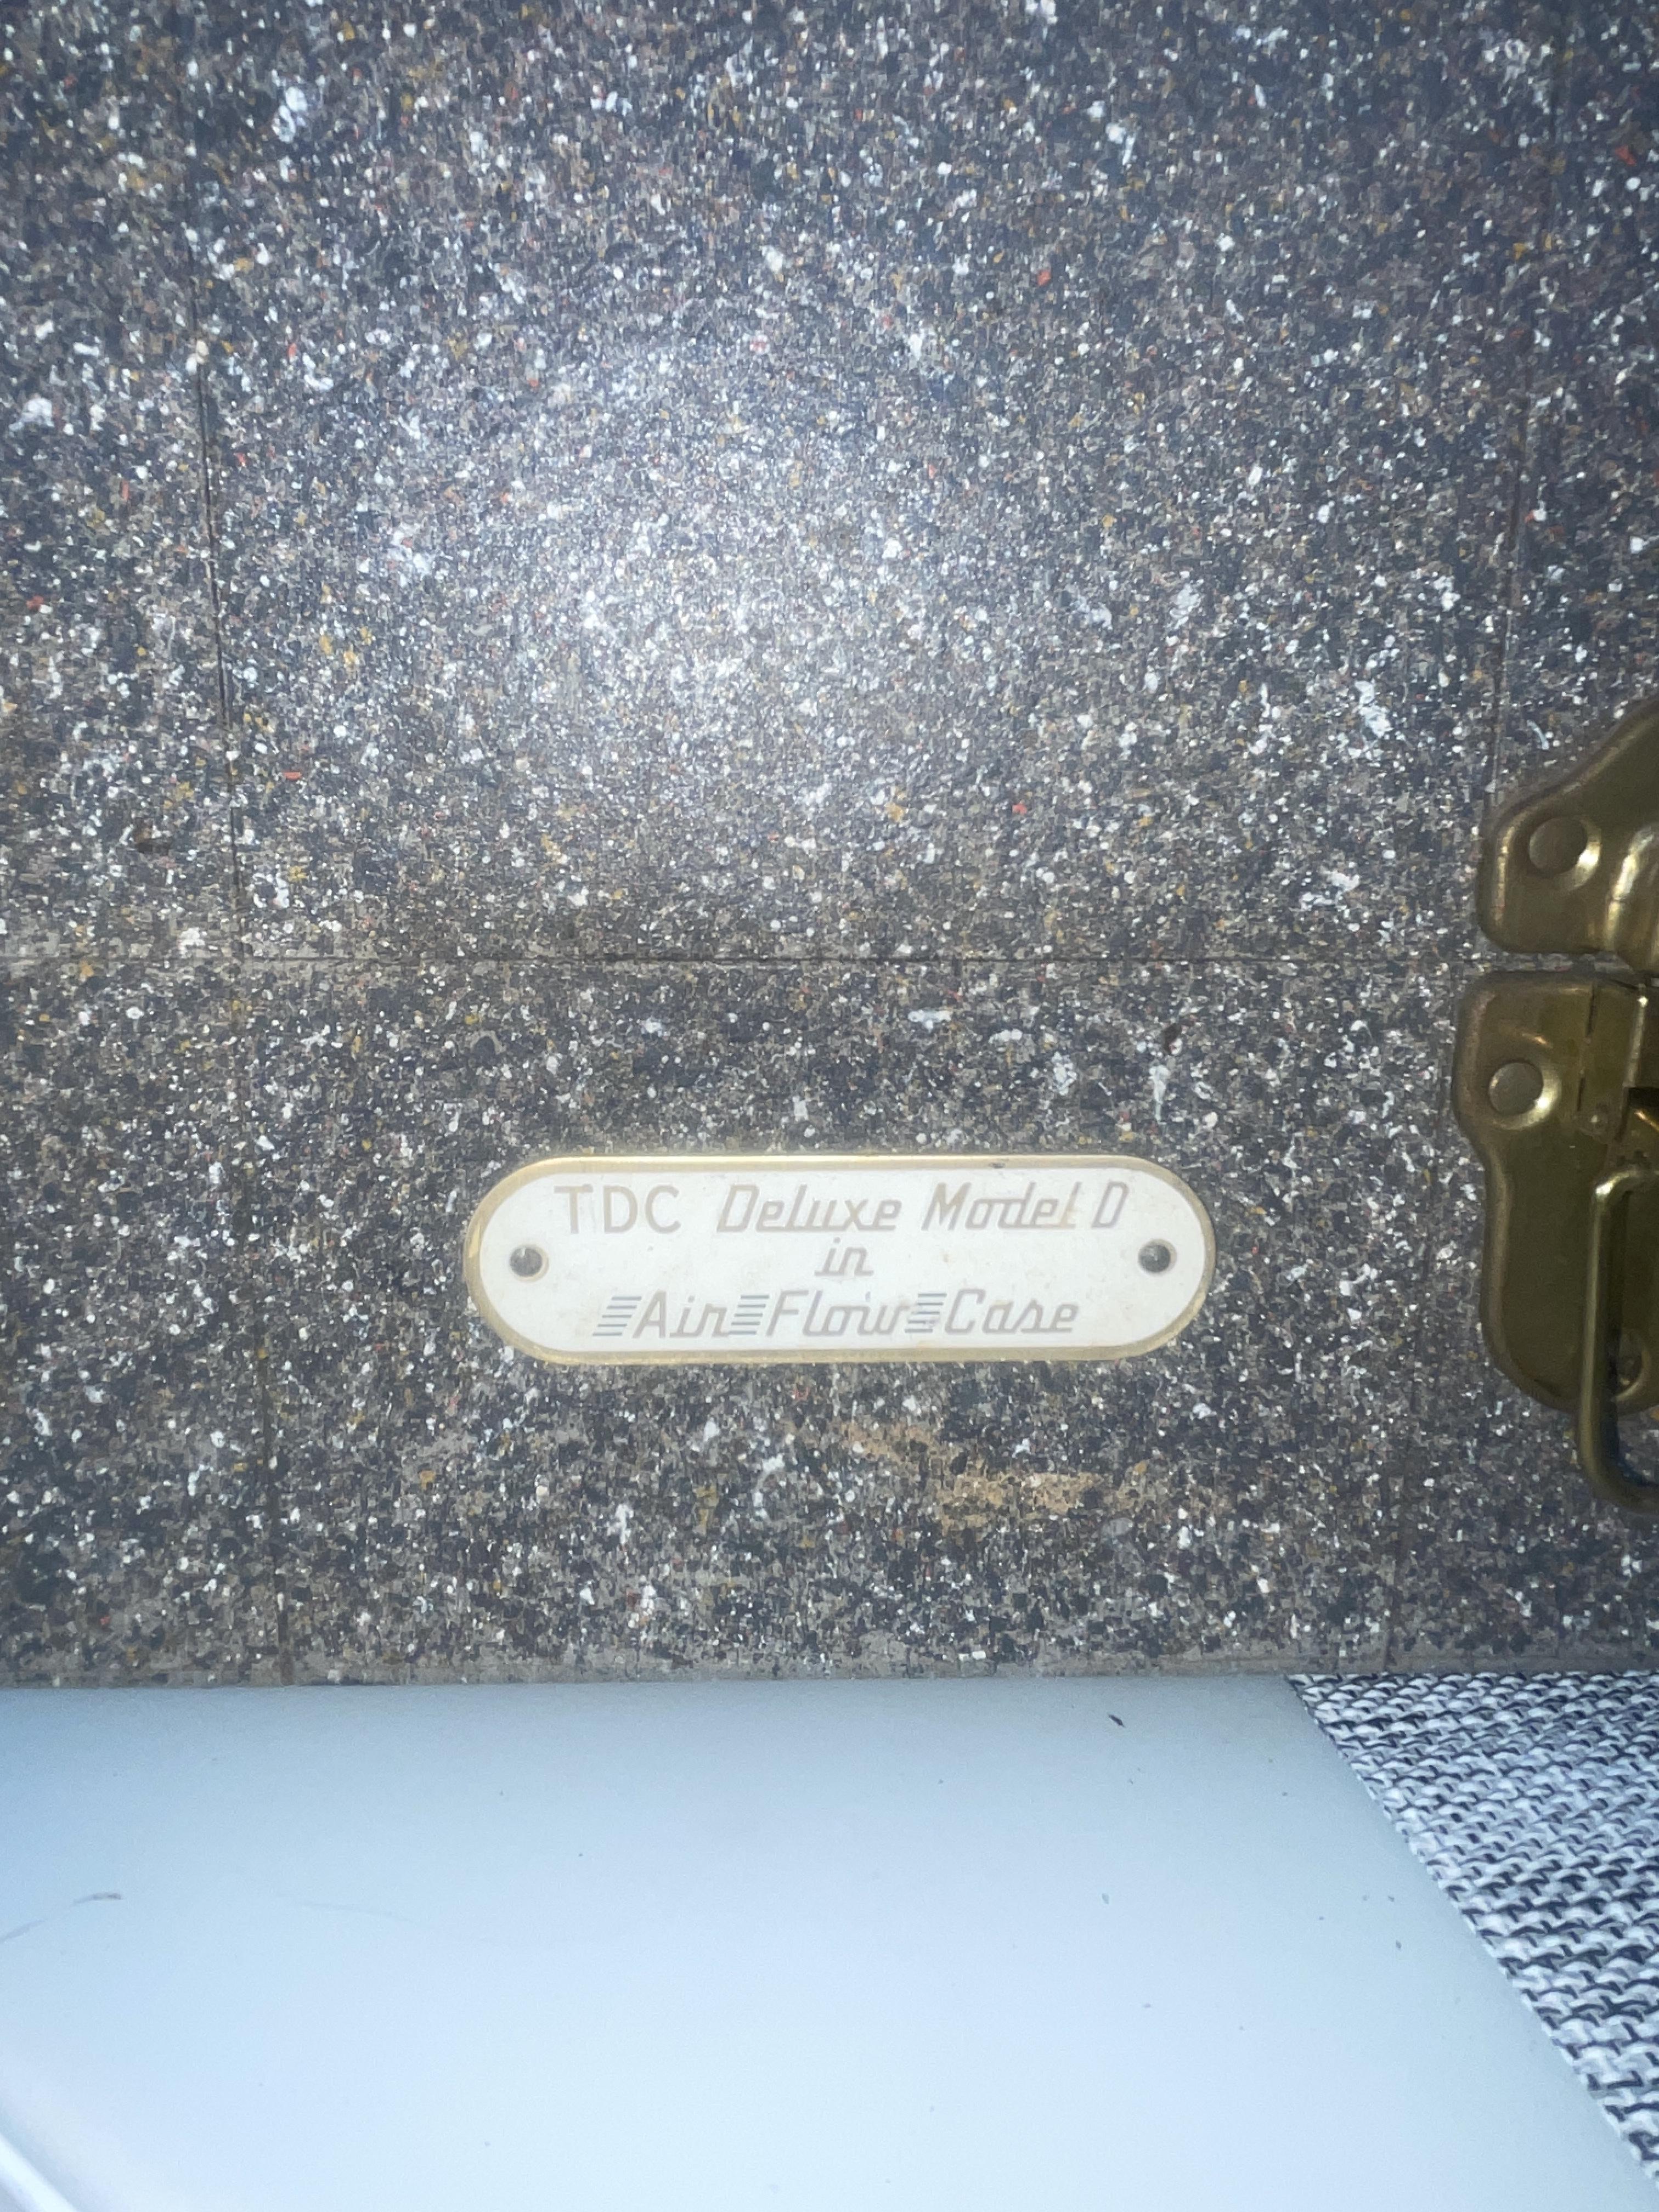 TDC Deluxe Model D
in
Air Flow Case